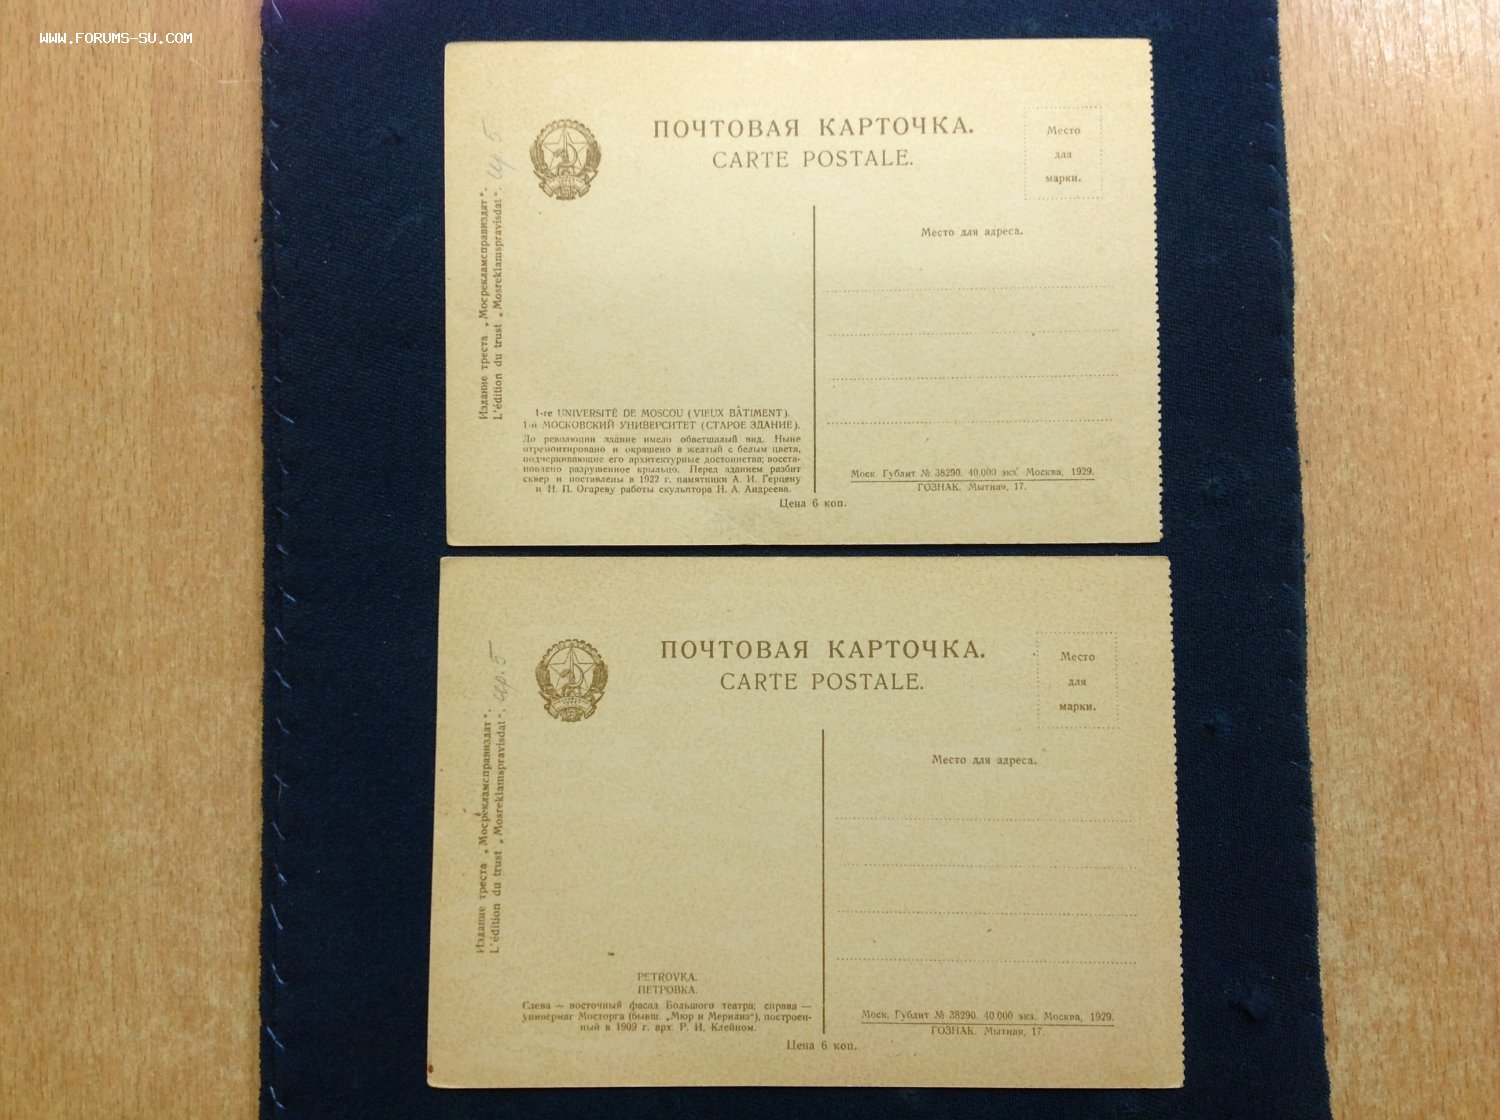 WWW.FORUMS-SU.COM
ПОЧТОВАЯ КАРТОЧКА.
CARTE POSTALE.
Место
для
марки.
Место для адреса.
Издание треста „Мосрекламсправиздат“.
L'édition du trust „Mosreklamspravisdat“.
1-re UNIVERSITÉ DE MOSCOU (VIEUX BÂTIMENT).
1-й МОСКОВСКИЙ УНИВЕРСИТЕТ (СТАРОЕ ЗДАНИЕ).
До революции здание имело обветшалый вид. Ныне
отремонтировано и окрашено в желтый с белым цвета,
подчеркивающие его архитектурные достоинства; восста-
новлено разрушенное крыльцо. Перед зданием разбит
сквер и поставлены в 1922 г. памятники А. И. Герцену
и Н. П. Огареву работы скульптора Н. А. Андреева.
Моск. Гублит № 38290. 40.000 экз. Москва, 1929.
ГОЗНАК. Мытная, 17.
Цена 6 коп.
ПОЧТОВАЯ КАРТОЧКА.
CARTE POSTALE.
Место
для
марки.
Место для адреса.
Издание треста „Мосрекламсправиздат“.
L'édition du trust „Mosreklamspravisdat“.
PETROVKA.
ПЕТРОВКА.
Слева — восточный фасад Большого театра; справа —
универмаг Мосторга (бывш. „Мюр и Мерилиз“), построен-
ный в 1909 г. арх. Р. И. Клейном.
Моск. Гублит № 38290. 40 000 экз. Москва, 1929.
ГОЗНАК. Мытная, 17.
Цена 6 коп.